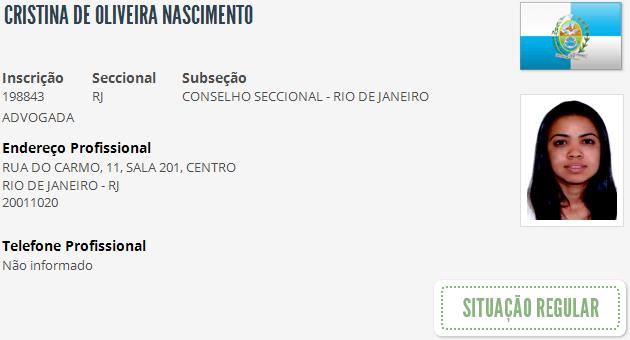 CRISTINA DE OLIVEIRA NASCIMENTO
Inscrição Seccional Subseção
198843 RJ CONSELHO SECCIONAL - RIO DE JANEIRO
ADVOGADA
Endereço Profissional
RUA DO CARMO, 11, SALA 201, CENTRO
RIO DE JANEIRO - RJ
20011020
Telefone Profissional
Não informado
SITUAÇÃO REGULAR